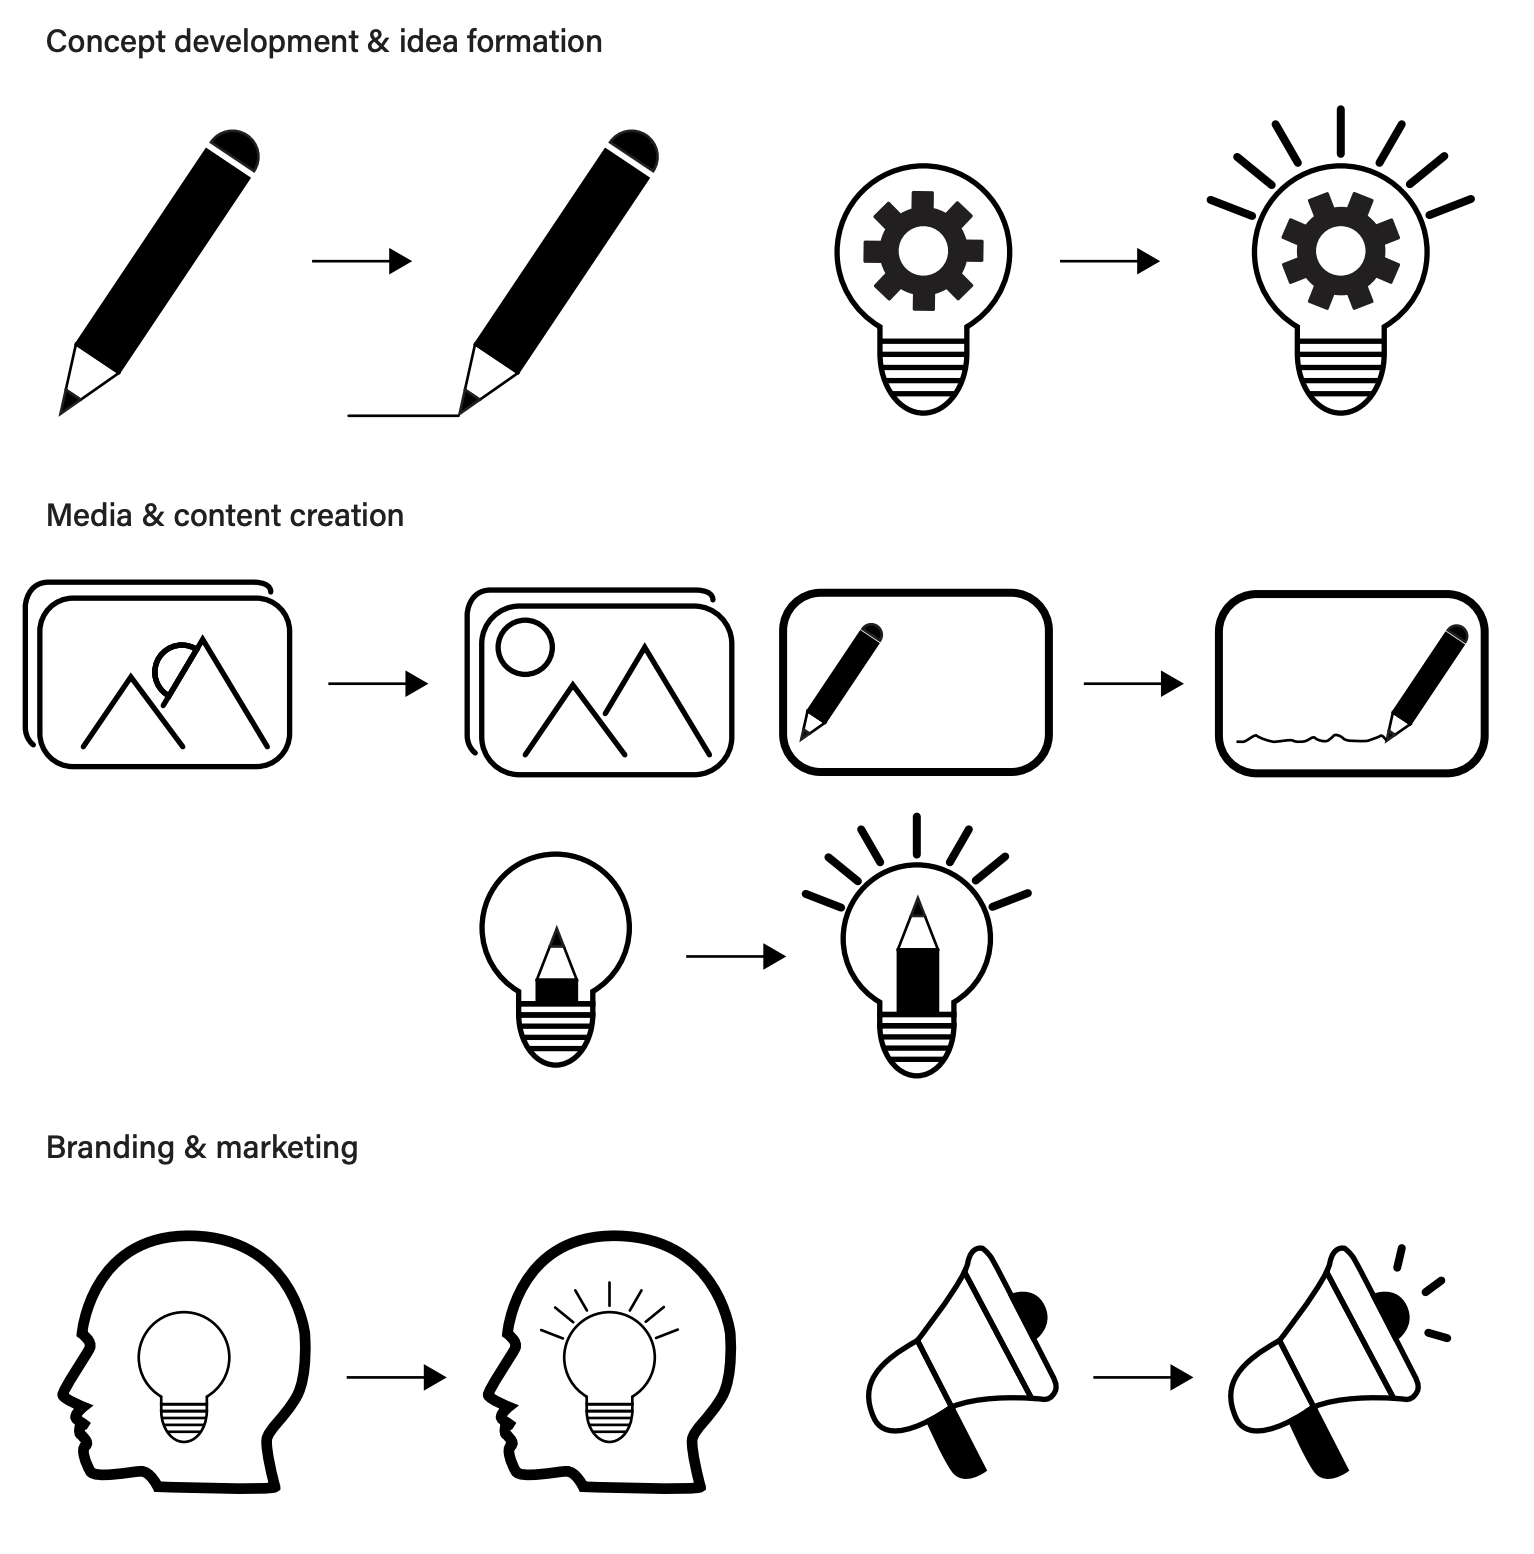 Concept development & idea formation
Media & content creation
Branding & marketing